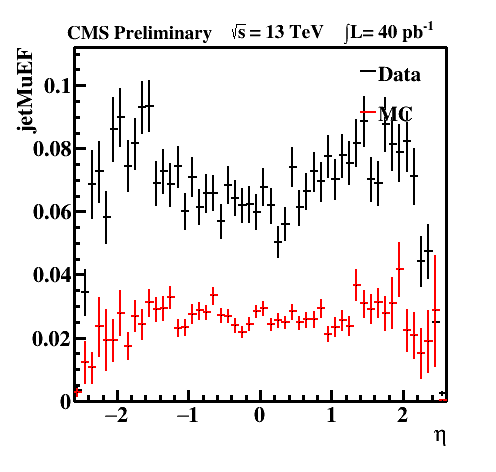 CMS Preliminary √s = 13 TeV ∫L= 40 pb⁻¹
jetMuEF
Data
MC
0.1
0.08
0.06
0.04
0.02
0
−2 −1 0 1 2
η